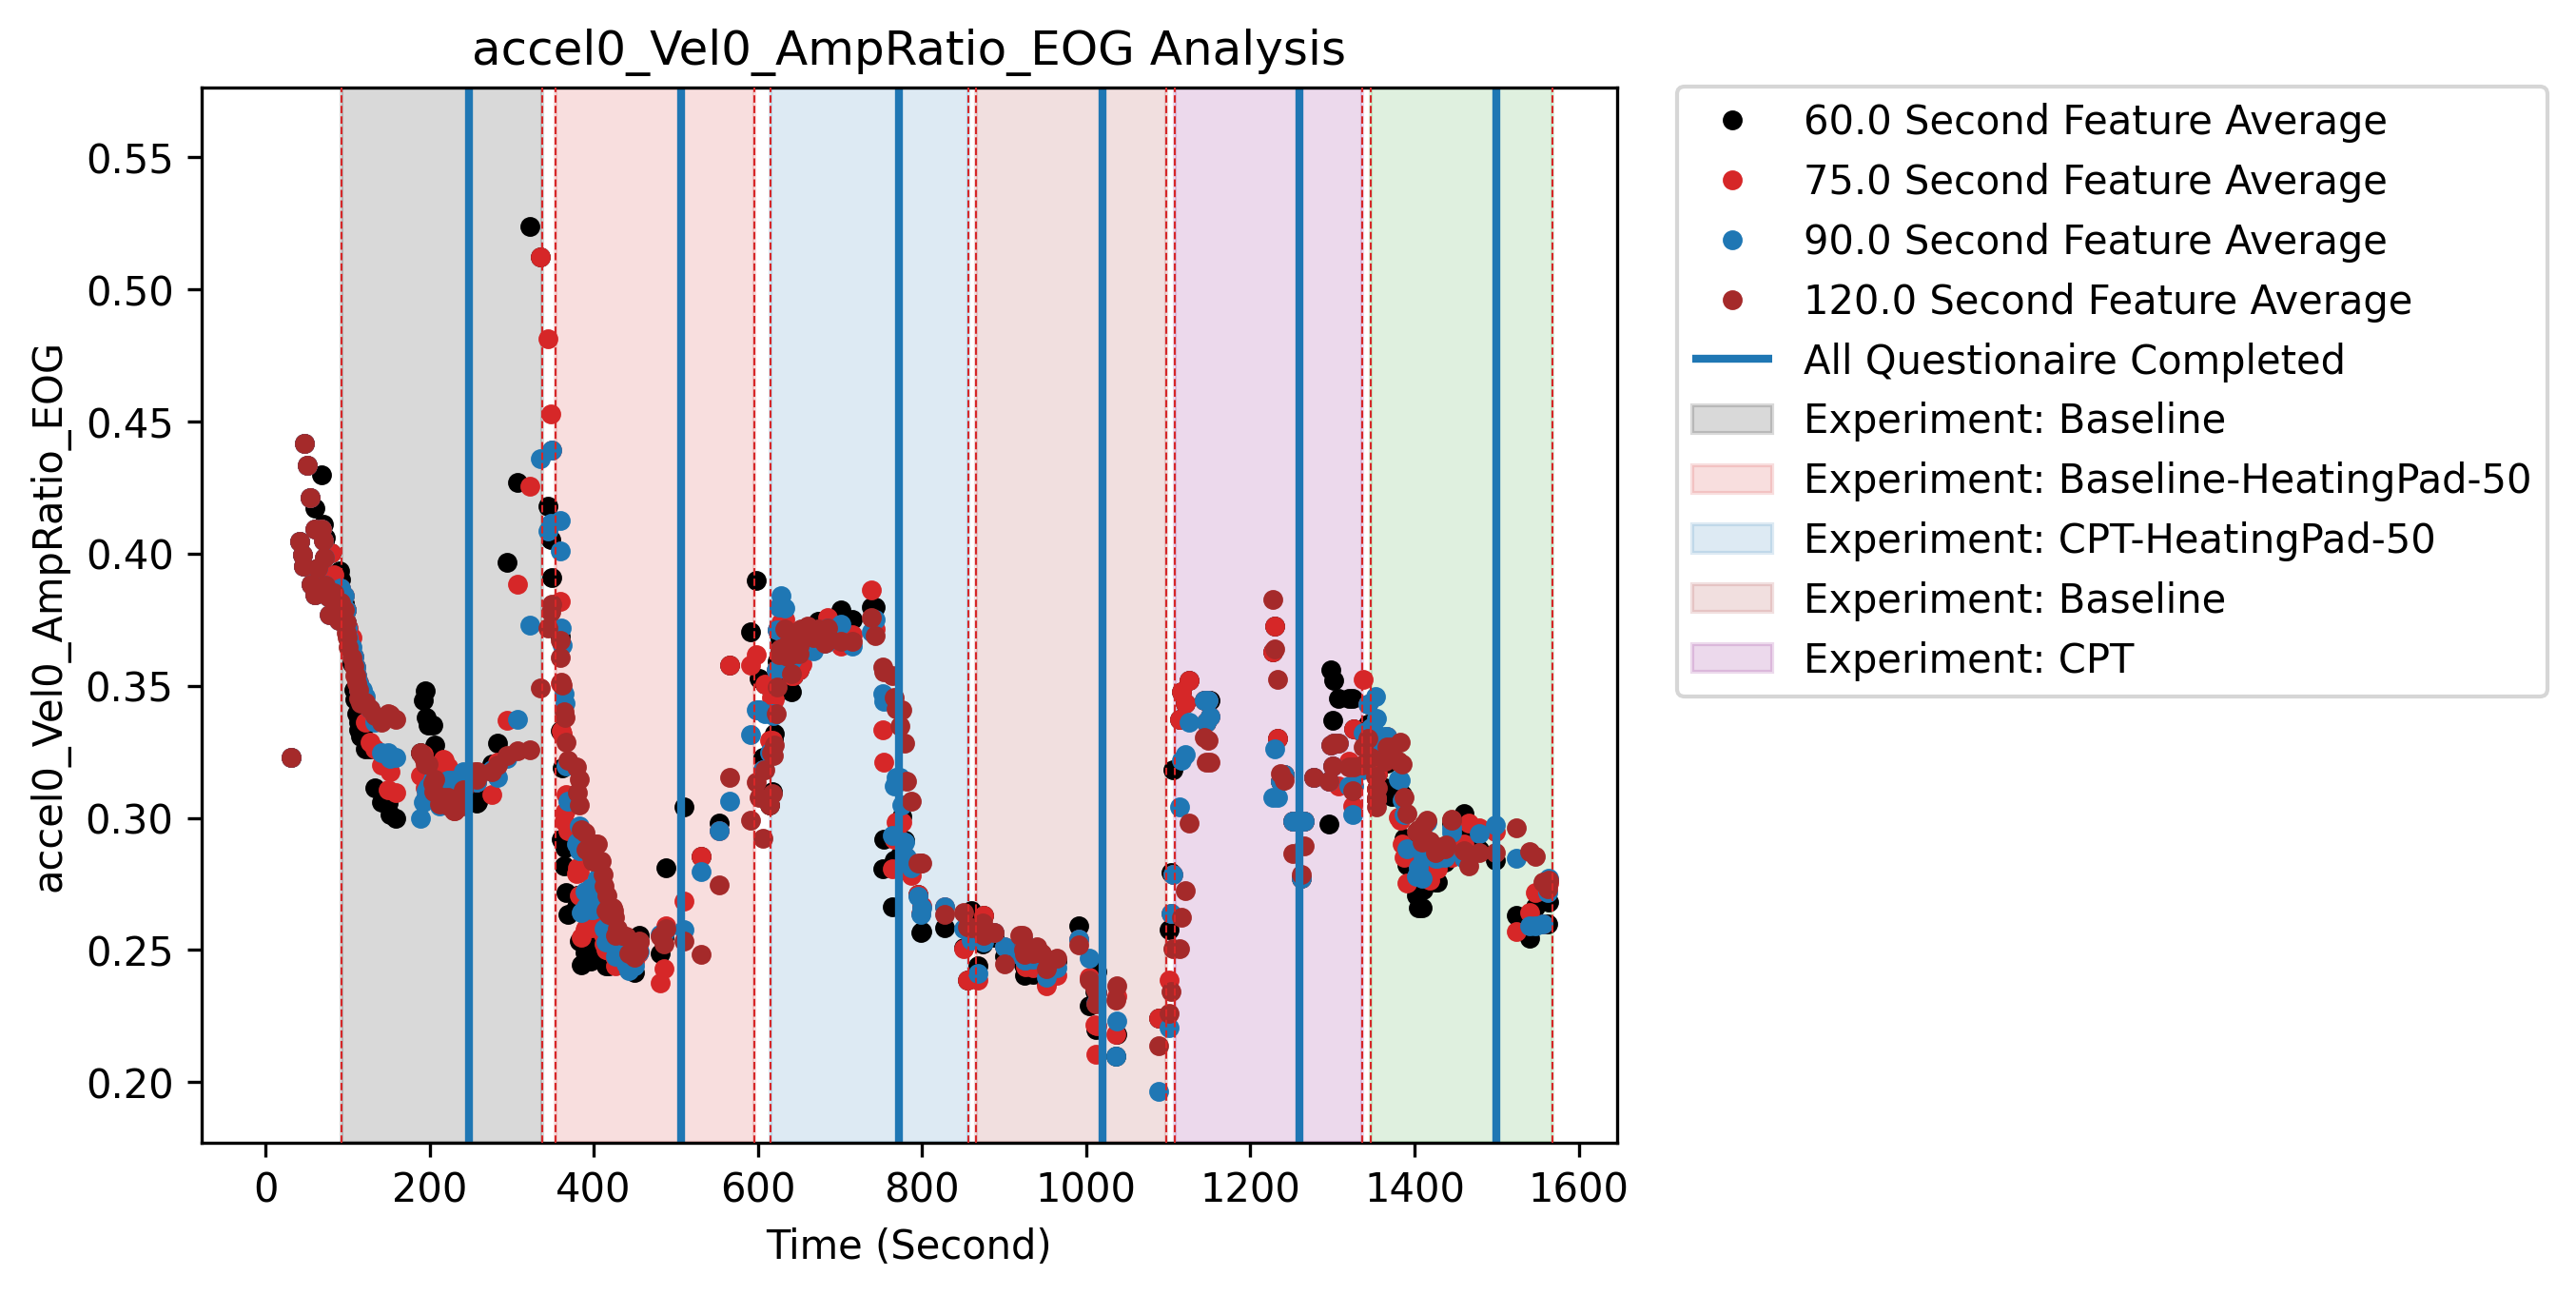 accel0_Vel0_AmpRatio_EOG Analysis
accel0_Vel0_AmpRatio_EOG
0.55
0.50
0.45
0.40
0.35
0.30
0.25
0.20
0 200 400 600 800 1000 1200 1400 1600
Time (Second)
60.0 Second Feature Average
75.0 Second Feature Average
90.0 Second Feature Average
120.0 Second Feature Average
All Questionaire Completed
Experiment: Baseline
Experiment: Baseline-HeatingPad-50
Experiment: CPT-HeatingPad-50
Experiment: Baseline
Experiment: CPT